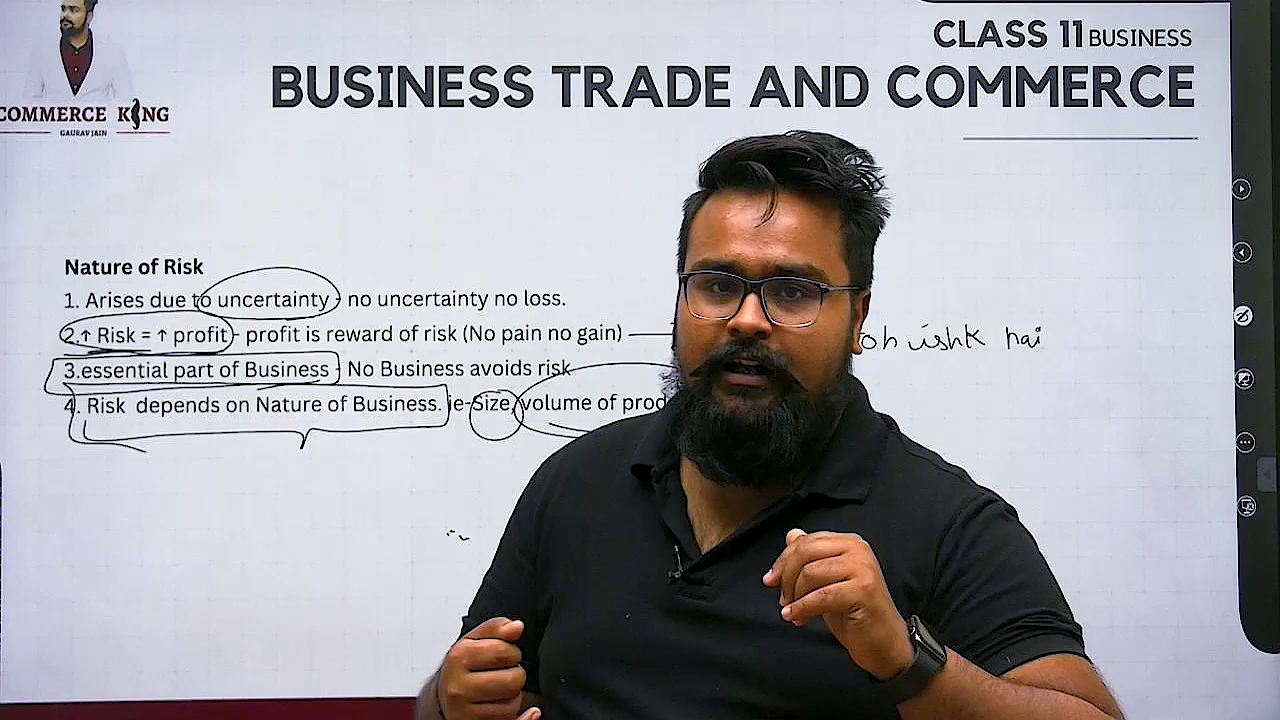 COMMERCE KING
GAURAV JAIN
CLASS 11 BUSINESS
BUSINESS TRADE AND COMMERCE
Nature of Risk
1. Arises due to uncertainty - no uncertainty no loss.
2.↑ Risk = ↑ profit - profit is reward of risk (No pain no gain)
hai
3.essential part of Business - No Business avoids risk
4. Risk depends on Nature of Business. ie-Size, volume of prod